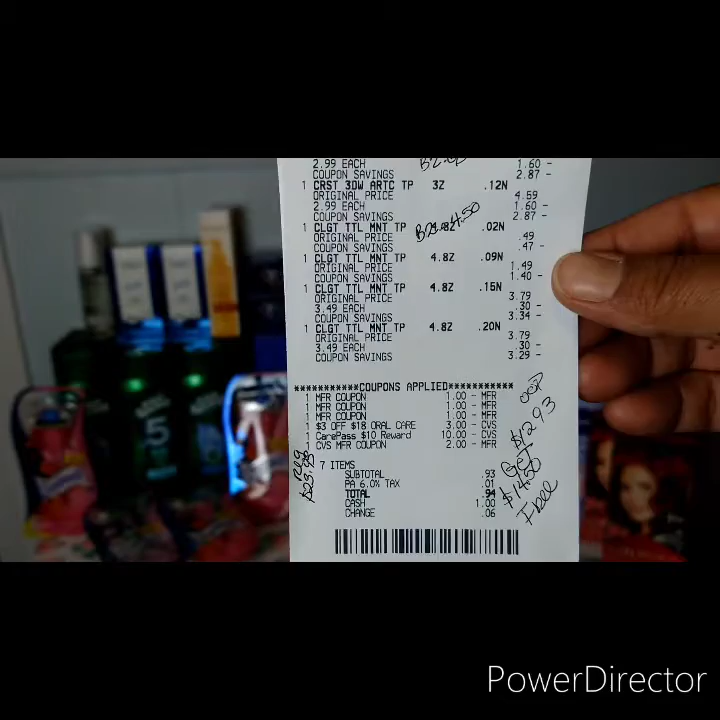 2.99 EACH 1.60 -
COUPON SAVINGS 2.87 -
1 CRST 3DW ARTC TP 3Z .12N
ORIGINAL PRICE 4.59
2.99 EACH 1.60 -
COUPON SAVINGS 2.87 -
1 CLGT TTL MNT TP 4.8Z .02N
ORIGINAL PRICE .49
COUPON SAVINGS .47 -
1 CLGT TTL MNT TP 4.8Z .09N
ORIGINAL PRICE 1.49
COUPON SAVINGS 1.40 -
1 CLGT TTL MNT TP 4.8Z .15N
ORIGINAL PRICE 3.79
3.49 EACH .30 -
COUPON SAVINGS 3.34 -
1 CLGT TTL MNT TP 4.8Z .20N
ORIGINAL PRICE 3.79
3.49 EACH .30 -
COUPON SAVINGS 3.29 -
***********COUPONS APPLIED***********
1 MFR COUPON 1.00 - MFR
1 MFR COUPON 1.00 - MFR
1 MFR COUPON 1.00 - MFR
1 $3 OFF $18 ORAL CARE 3.00 - CVS
1 CarePass $10 Reward 10.00 - CVS
1 CVS MFR COUPON 2.00 - MFR
7 ITEMS
SUBTOTAL .93
PA 6.0% TAX .01
TOTAL .94
CASH 1.00
CHANGE .06
OOP
$12.93
Get
$14.50
Free
5
PowerDirector